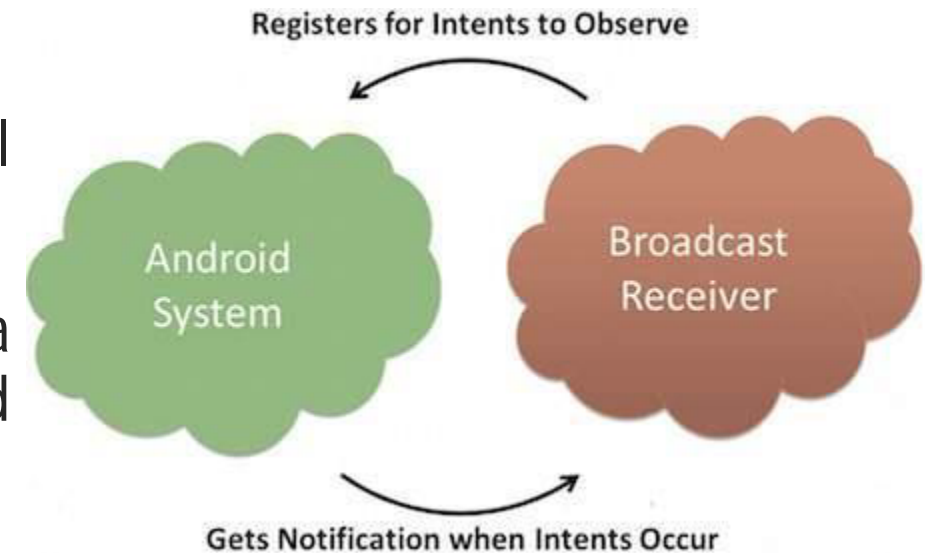 Registers for Intents to Observe
Android
System
Broadcast
Receiver
a
d
Gets Notification when Intents Occur